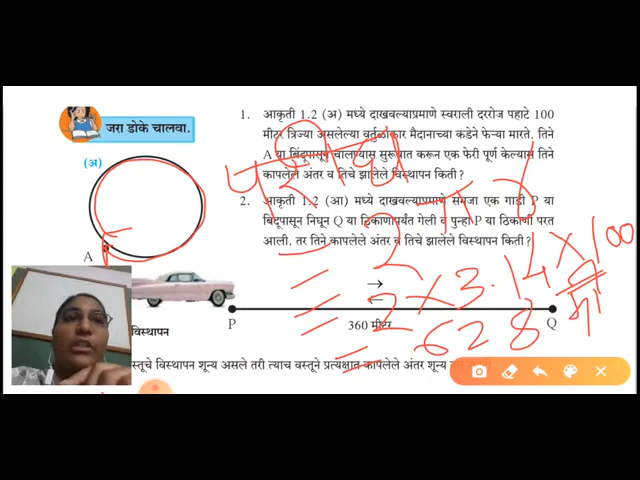 जरा डोके चालवा.
(अ)
A
1. आकृती 1.2 (अ) मध्ये दाखवल्याप्रमाणे स्वराली दररोज पहाटे 100
मीटर त्रिज्या असलेल्या वर्तुळाकार मैदानाच्या कडेने फेऱ्या मारते. तिने
A या बिंदूपासून चालायास सुरूवात करून एक फेरी पूर्ण केल्यास तिने
कापलेले अंतर व तिचे झालेले विस्थापन किती ?
2. आकृती 1.2 (आ) मध्ये दाखवल्याप्रमाणे समजा एक गाडी P या
बिंदूपासून निघून Q या ठिकाणापर्यंत गेली व पुन्हा P या ठिकाणी परत
आली. तर तिने कापलेले अंतर व तिचे झालेले विस्थापन किती ?
परीघ
= 2 π r
= 2 × 3.14 × 100
= 628 मी
=
P
360 मीटर
Q
विस्थापन
स्तूचे विस्थापन शून्य असले तरी त्याच वस्तूने प्रत्यक्षात कापलेले अंतर शून्य